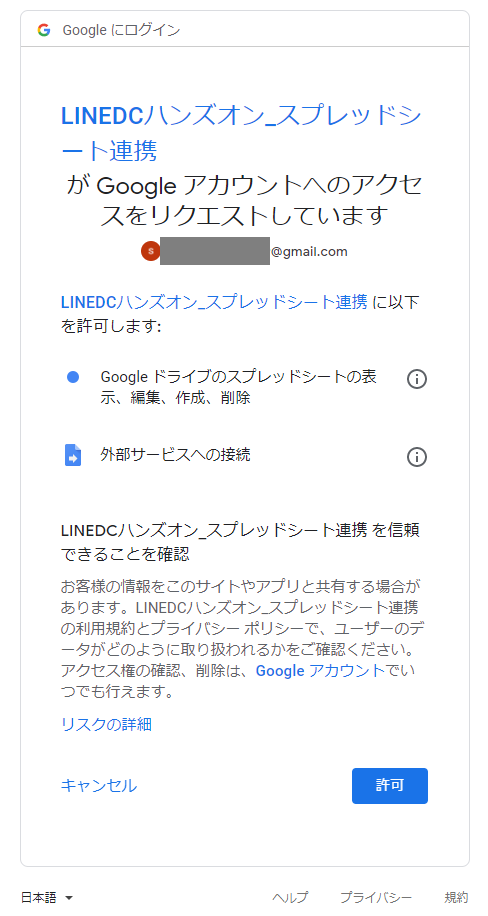 Google にログイン
LINEDCハンズオン_スプレッドシ
ート連携
が Google アカウントへのアクセ
スをリクエストしています
s
@gmail.com
LINEDCハンズオン_スプレッドシート連携 に以下
を許可します:
Google ドライブのスプレッドシートの表
示、編集、作成、削除
外部サービスへの接続
LINEDCハンズオン_スプレッドシート連携 を信頼
できることを確認
お客様の情報をこのサイトやアプリと共有する場合が
あります。LINEDCハンズオン_スプレッドシート連携
の利用規約とプライバシー ポリシーで、ユーザーのデ
ータがどのように取り扱われるかをご確認ください。
アクセス権の確認、削除は、Google アカウントでい
つでも行えます。
リスクの詳細
キャンセル
許可
日本語
ヘルプ
プライバシー
規約